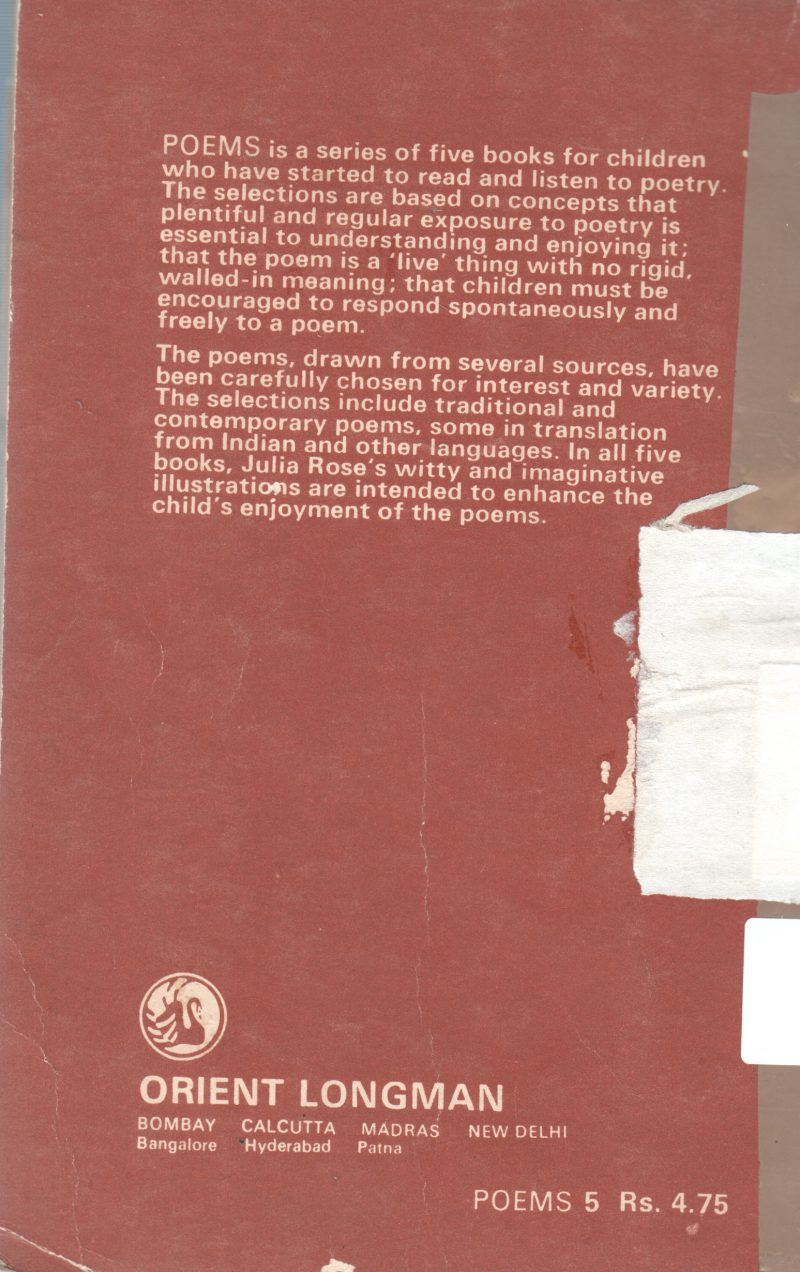 POEMS is a series of five books for children
who have started to read and listen to poetry.
The selections are based on concepts that
plentiful and regular exposure to poetry is
essential to understanding and enjoying it;
that the poem is a 'live' thing with no rigid,
walled-in meaning; that children must be
encouraged to respond spontaneously and
freely to a poem.
The poems, drawn from several sources, have
been carefully chosen for interest and variety.
The selections include traditional and
contemporary poems, some in translation
from Indian and other languages. In all five
books, Julia Rose's witty and imaginative
illustrations are intended to enhance the
child's enjoyment of the poems.
ORIENT LONGMAN
BOMBAY CALCUTTA MADRAS NEW DELHI
Bangalore Hyderabad Patna
POEMS 5 Rs. 4.75